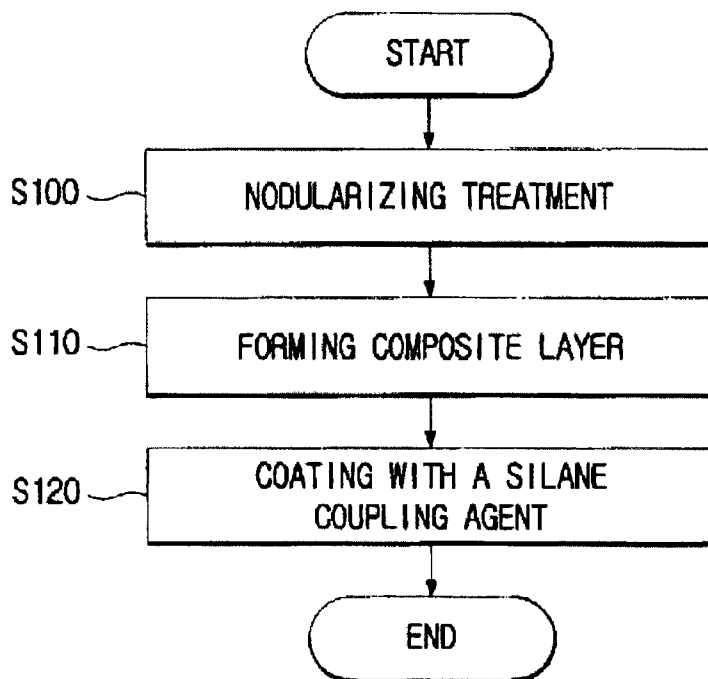 START
S100
NODULARIZING TREATMENT
S110
FORMING COMPOSITE LAYER
S120
COATING WITH A SILANE
COUPLING AGENT
END